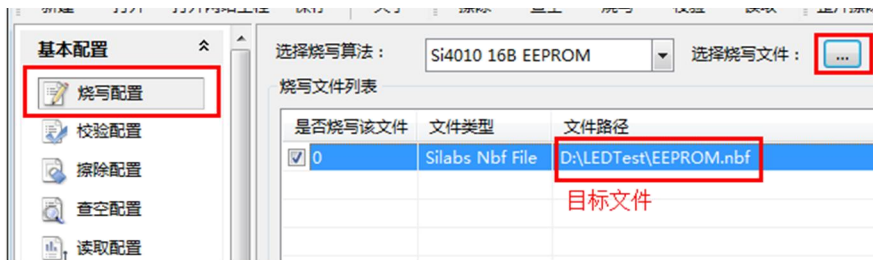 基本配置
选择烧写算法：
Si4010 16B EEPROM
选择烧写文件：
...
烧写配置
烧写文件列表
校验配置
是否烧写该文件
文件类型
文件路径
0
Silabs Nbf File
D:\LEDTest\EEPROM.nbf
擦除配置
目标文件
查空配置
读取配置